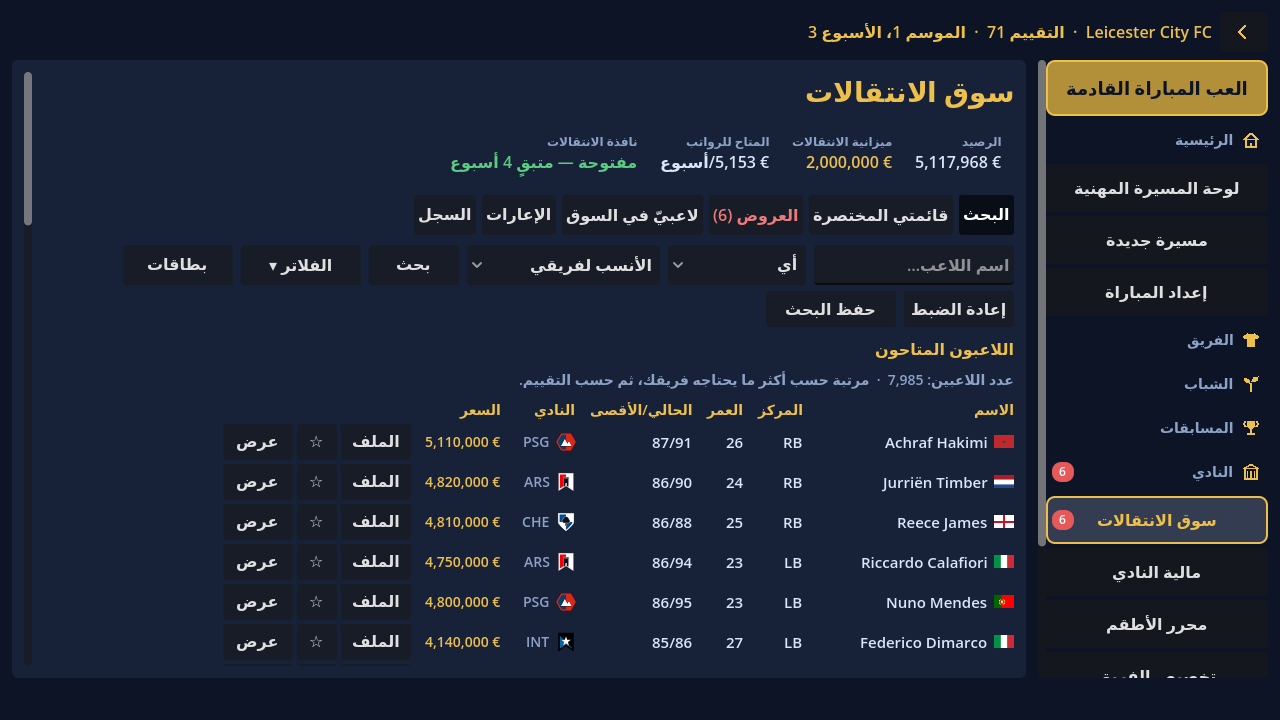 Leicester City FC · التقييم 71 · الموسم 1، الأسبوع 3
العب المباراة القادمة
الرئيسية
لوحة المسيرة المهنية
مسيرة جديدة
إعداد المباراة
الفريق
الشباب
المسابقات
النادي 6
سوق الانتقالات 6
مالية النادي
محرر الأطقم
تخصيص الفريق
سوق الانتقالات
الرصيد ميزانية الانتقالات المتاح للرواتب نافذة الانتقالات
5,117,968 € 2,000,000 € 5,153 €/أسبوع مفتوحة — متبقٍ 4 أسبوع
البحث قائمتي المختصرة العروض (6) لاعبيّ في السوق الإعارات السجل
اسم اللاعب... أي الأنسب لفريقي بحث الفلاتر ▾ بطاقات
إعادة الضبط حفظ البحث
اللاعبون المتاحون
عدد اللاعبين: 7,985 · مرتبة حسب أكثر ما يحتاجه فريقك، ثم حسب التقييم.
الاسم المركز العمر الحالي/الأقصى النادي السعر
Achraf Hakimi RB 26 87/91 PSG 5,110,000 € الملف ☆ عرض
Jurriën Timber RB 24 86/90 ARS 4,820,000 € الملف ☆ عرض
Reece James RB 25 86/88 CHE 4,810,000 € الملف ☆ عرض
Riccardo Calafiori LB 23 86/94 ARS 4,750,000 € الملف ☆ عرض
Nuno Mendes LB 23 86/95 PSG 4,800,000 € الملف ☆ عرض
Federico Dimarco LB 27 85/86 INT 4,140,000 € الملف ☆ عرض